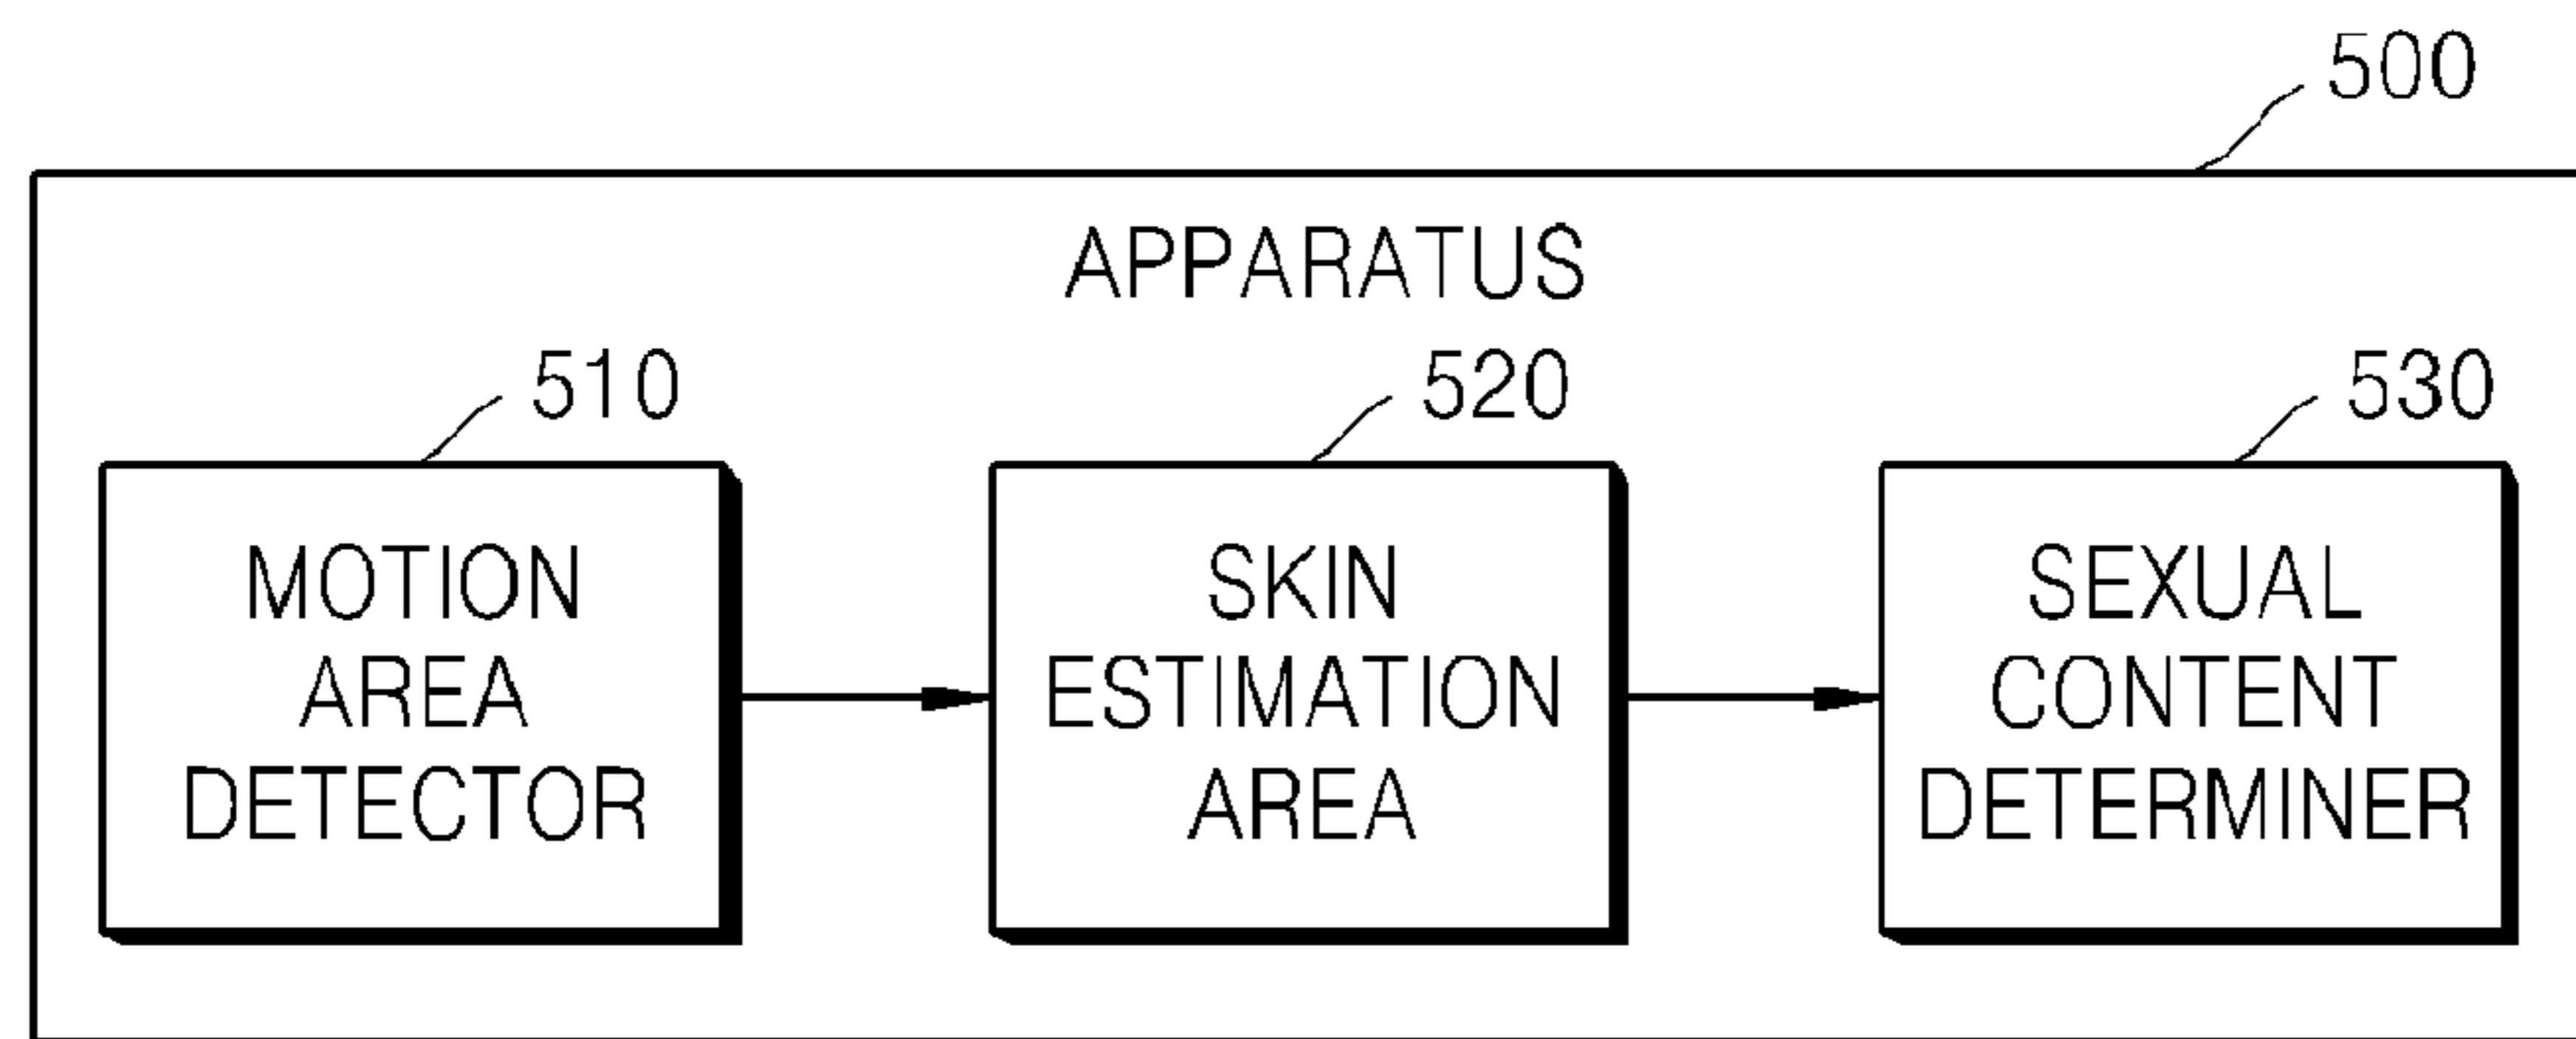 500
APPARATUS
510
520
530
MOTION
AREA
DETECTOR
SKIN
ESTIMATION
AREA
SEXUAL
CONTENT
DETERMINER